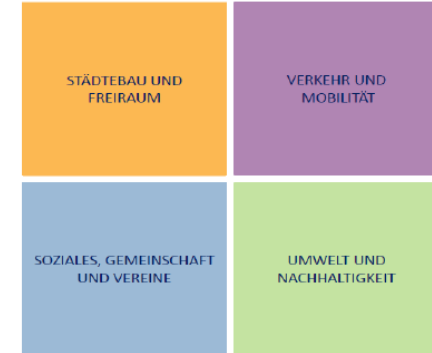 STÄDTEBAU UND
FREIRAUM
VERKEHR UND
MOBILITÄT
SOZIALES, GEMEINSCHAFT
UND VEREINE
UMWELT UND
NACHHALTIGKEIT